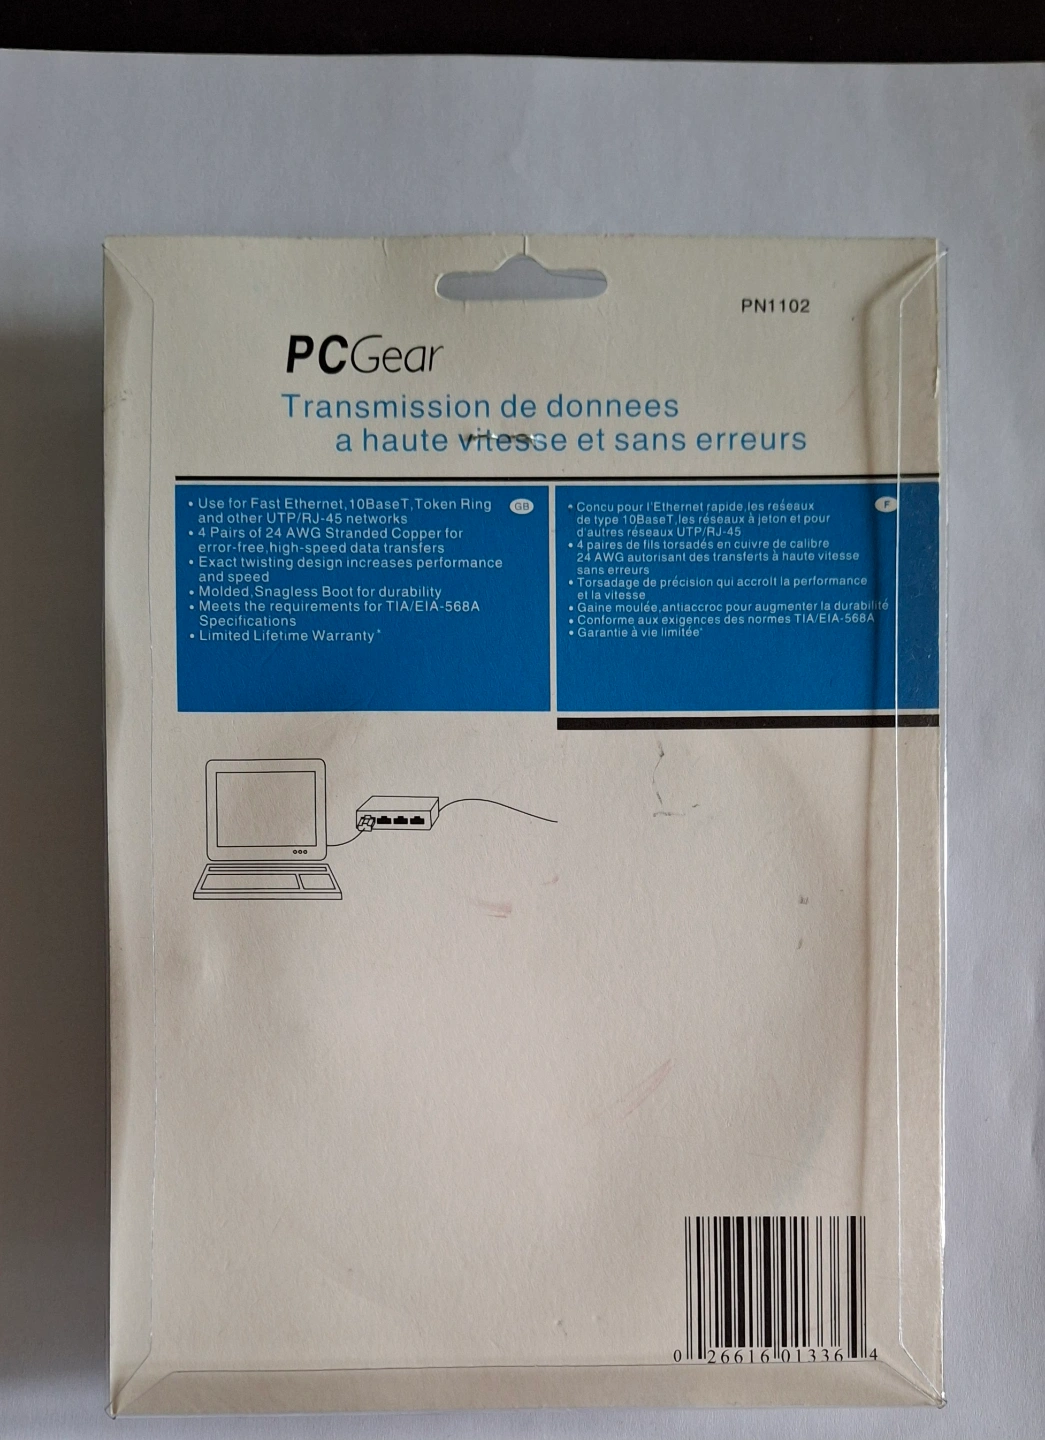 PN1102
PCGear
Transmission de donnees
a haute vitesse et sans erreurs
• Use for Fast Ethernet,10BaseT,Token Ring
and other UTP/RJ-45 networks
• 4 Pairs of 24 AWG Stranded Copper for
error-free,high-speed data transfers
• Exact twisting design increases performance
and speed
• Molded,Snagless Boot for durability
• Meets the requirements for TIA/EIA-568A
Specifications
• Limited Lifetime Warranty*
GB
• Concu pour l'Ethernet rapide,les reśeaux
de type 10BaseT,les réseaux à jeton et pour
d'autres réseaux UTP/RJ-45
• 4 paires de fils torsadés en cuivre de calibre
24 AWG autorisant des transferts à haute vitesse
sans erreurs
• Torsadage de précision qui accroît la performance
et la vitesse
• Gaine moulée,antiaccroc pour augmenter la durabilité
• Conforme aux exigences des normes TIA/EIA-568A
• Garantie à vie limitée*
F
0 26616 01336 4